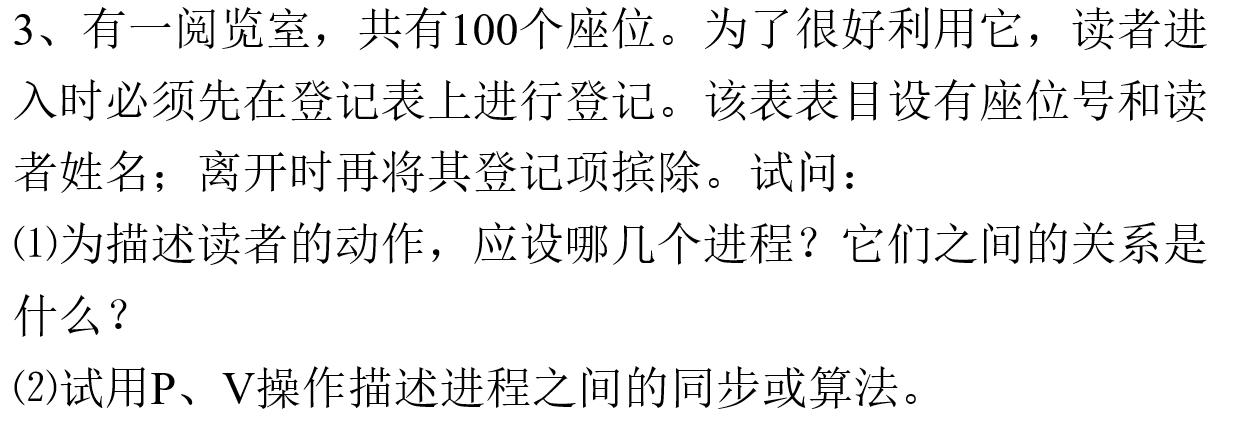 3、有一阅览室，共有100个座位。为了很好利用它，读者进
入时必须先在登记表上进行登记。该表表目设有座位号和读
者姓名；离开时再将其登记项摈除。试问：
⑴为描述读者的动作，应设哪几个进程？它们之间的关系是
什么？
⑵试用P、V操作描述进程之间的同步或算法。